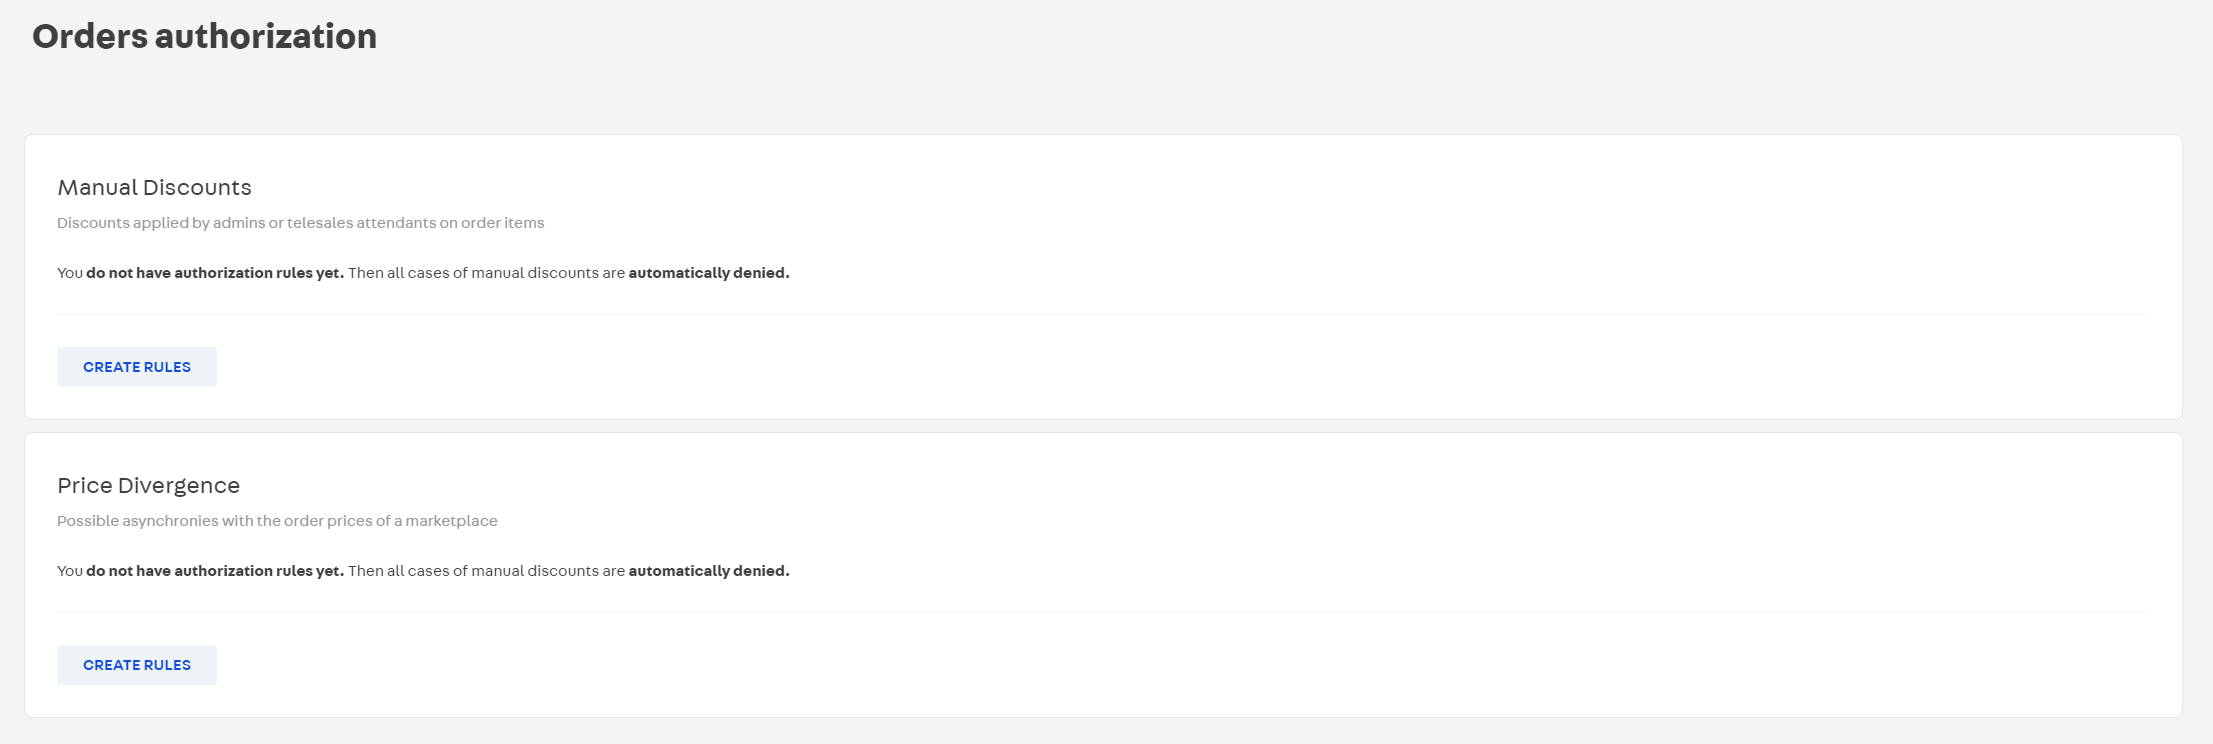 Orders authorization
Manual Discounts
Discounts applied by admins or telesales attendants on order items
You do not have authorization rules yet. Then all cases of manual discounts are automatically denied.
CREATE RULES
Price Divergence
Possible asynchronies with the order prices of a marketplace
You do not have authorization rules yet. Then all cases of manual discounts are automatically denied.
CREATE RULES